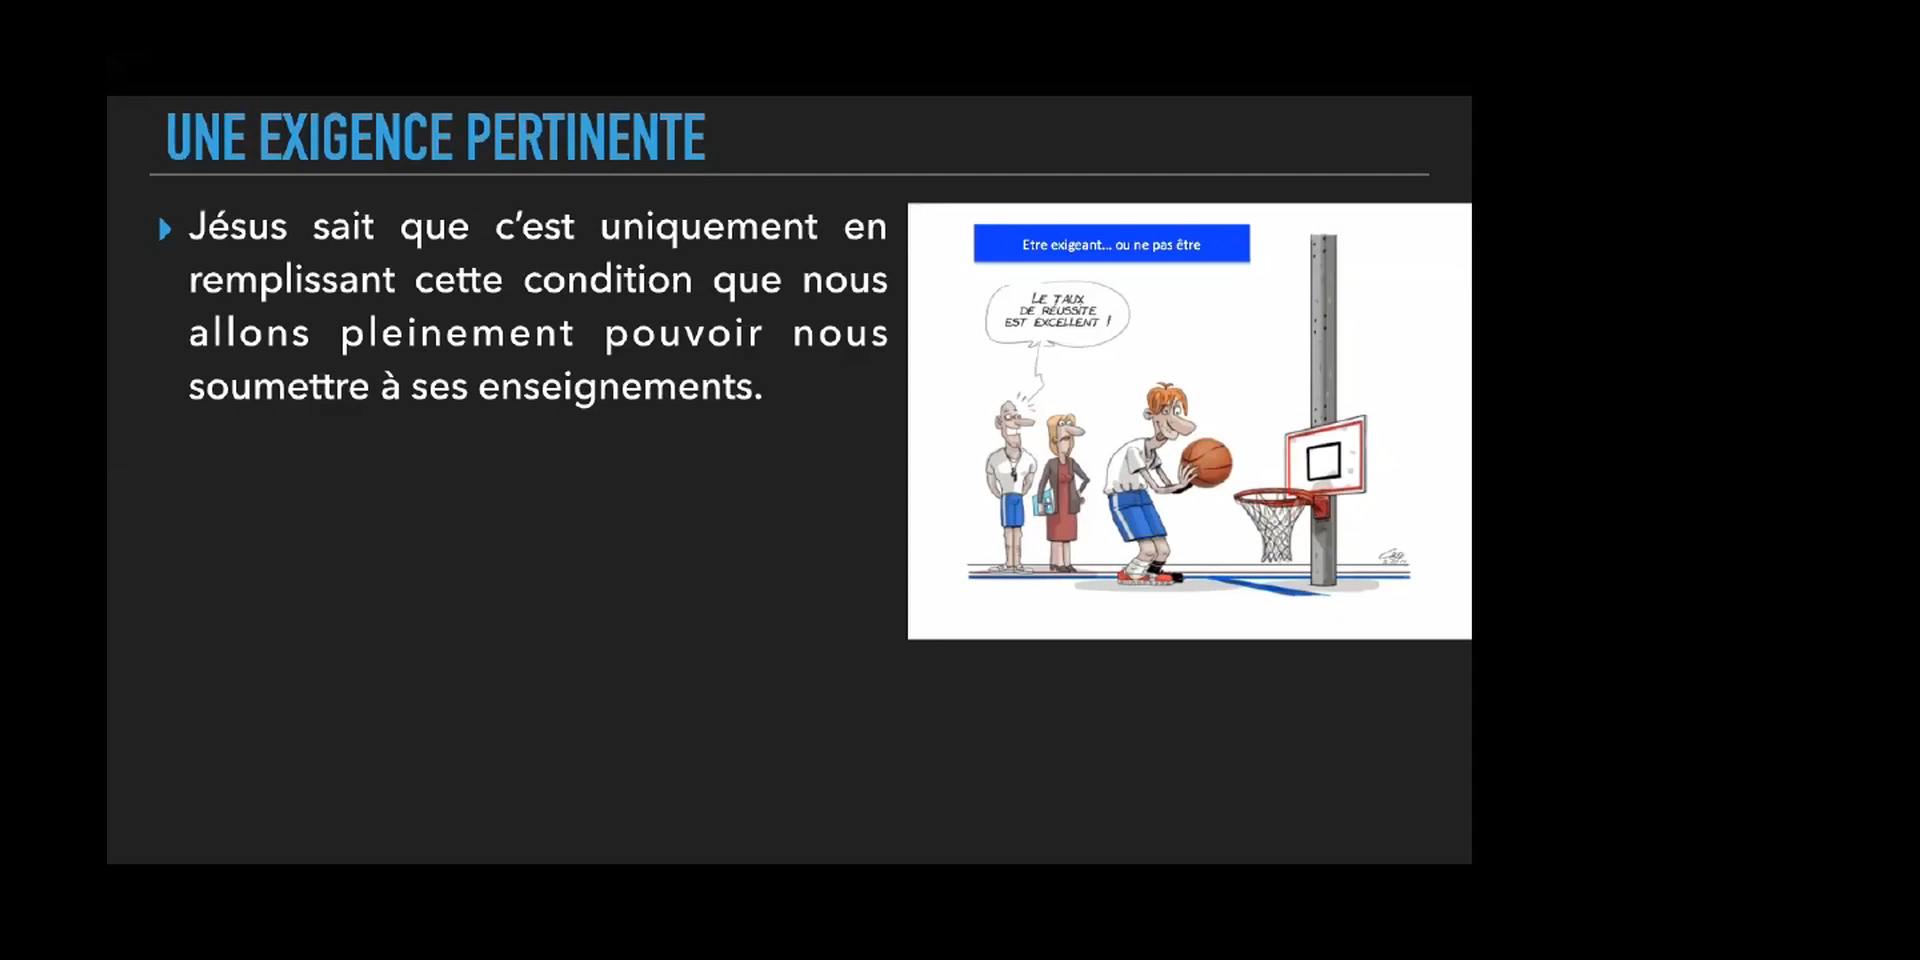 UNE EXIGENCE PERTINENTE
Jésus sait que c’est uniquement en
remplissant cette condition que nous
allons pleinement pouvoir nous
soumettre à ses enseignements.
Etre exigeant... ou ne pas être
LE TAUX
DE RÉUSSITE
EST EXCELLENT !